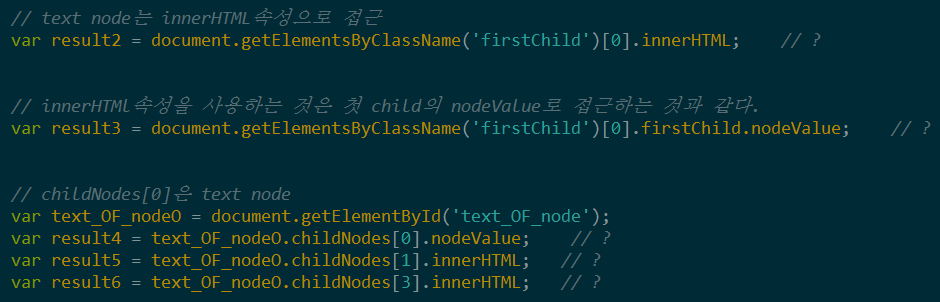 // text node는 innerHTML속성으로 접근
var result2 = document.getElementsByClassName('firstChild')[0].innerHTML;    // ?
// innerHTMl속성을 사용하는 것은 첫 child의 nodeValue로 접근하는 것과 같다.
var result3 = document.getElementsByClassName('firstChild')[0].firstChild.nodeValue;    // ?
// childNodes[0]은 text node
var text_OF_nodeO = document.getElementById('text_OF_node');
var result4 = text_OF_nodeO.childNodes[0].nodeValue;    // ?
var result5 = text_OF_nodeO.childNodes[1].innerHTML;   // ?
var result6 = text_OF_nodeO.childNodes[3].innerHTML;   // ?